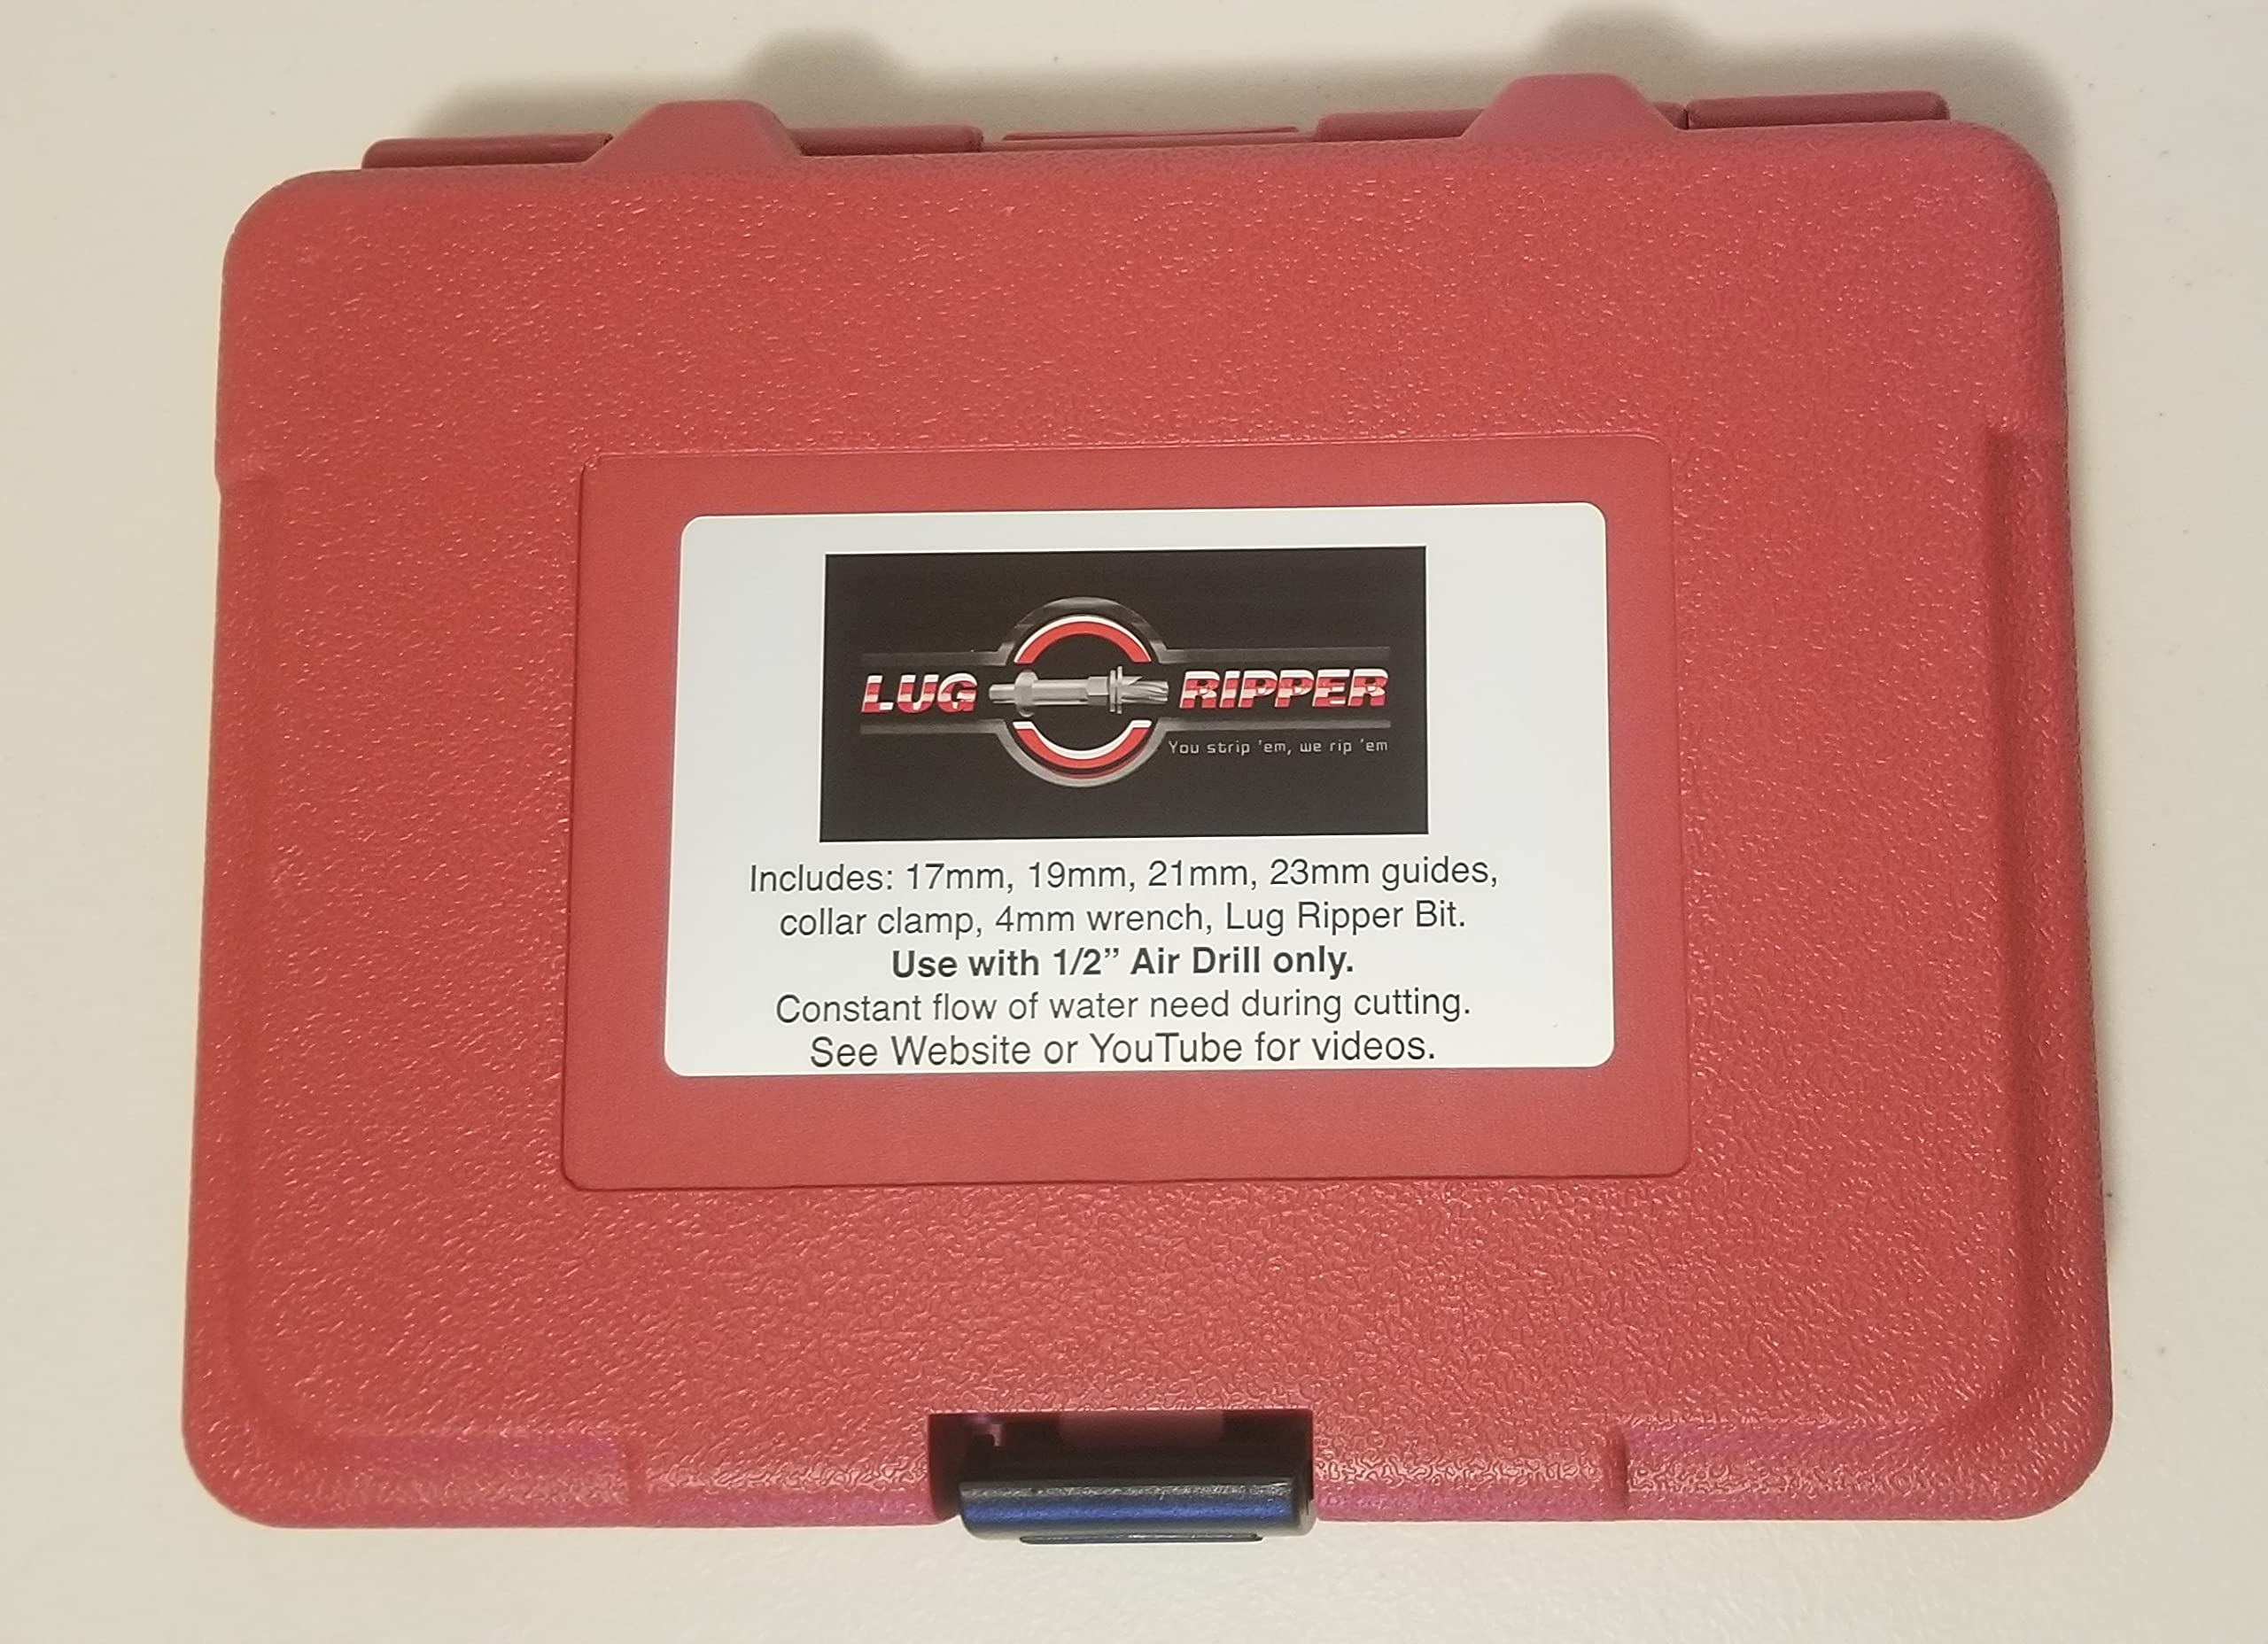 LUG RIPPER
You strip 'em, we rip 'em
Includes: 17mm, 19mm, 21mm, 23mm guides,
collar clamp, 4mm wrench, Lug Ripper Bit.
Use with 1/2” Air Drill only.
Constant flow of water need during cutting.
See Website or YouTube for videos.